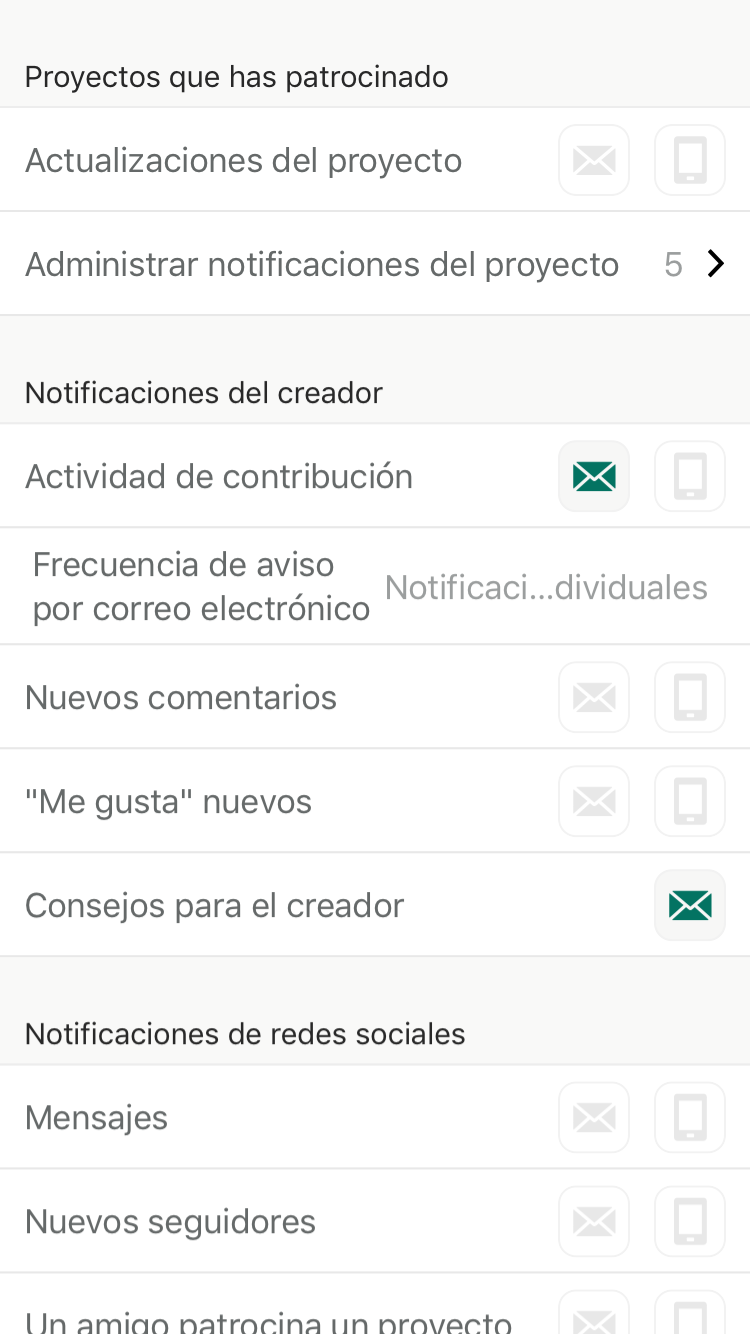 Proyectos que has patrocinado
Actualizaciones del proyecto
Administrar notificaciones del proyecto 5
Notificaciones del creador
Actividad de contribución
Frecuencia de aviso
por correo electrónico
Notificaci...dividuales
Nuevos comentarios
"Me gusta" nuevos
Consejos para el creador
Notificaciones de redes sociales
Mensajes
Nuevos seguidores
Un amigo patrocina un proyecto